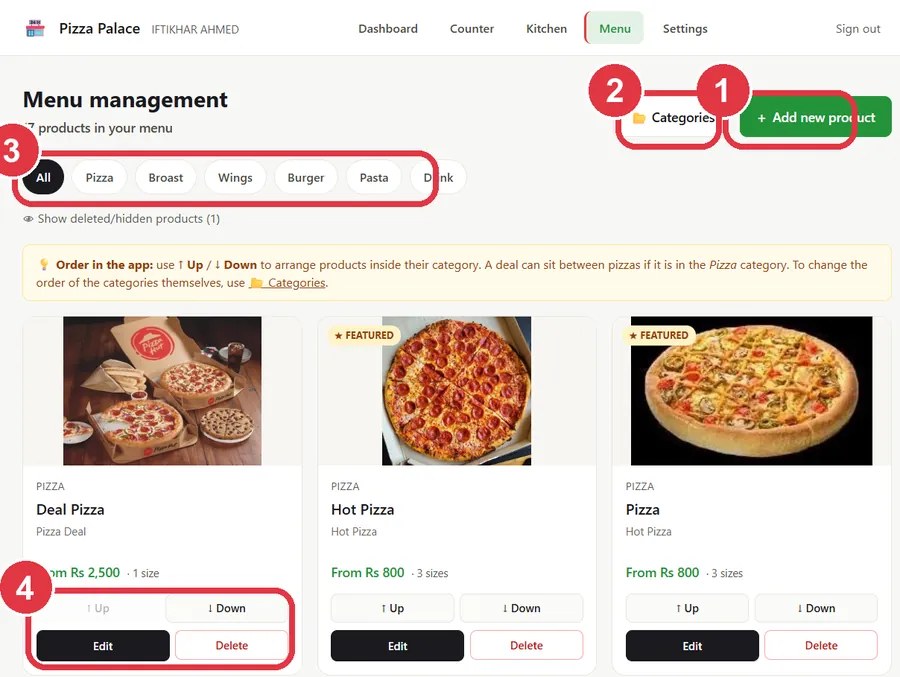 Pizza Palace IFTIKHAR AHMED Dashboard Counter Kitchen Menu Settings Sign out
2 1
Menu management
📁 Categories + Add new product
7 products in your menu
3
All Pizza Broast Wings Burger Pasta D nk
👁 Show deleted/hidden products (1)
💡 Order in the app: use ↑ Up / ↓ Down to arrange products inside their category. A deal can sit between pizzas if it is in the Pizza category. To change the
order of the categories themselves, use 📁 Categories.
★ FEATURED ★ FEATURED
Pizza Hut
PIZZA PIZZA PIZZA
Deal Pizza Hot Pizza Pizza
Pizza Deal Hot Pizza Hot Pizza
4
om Rs 2,500 · 1 size From Rs 800 · 3 sizes From Rs 800 · 3 sizes
↑ Up ↓ Down ↑ Up ↓ Down ↑ Up ↓ Down
Edit Delete Edit Delete Edit Delete